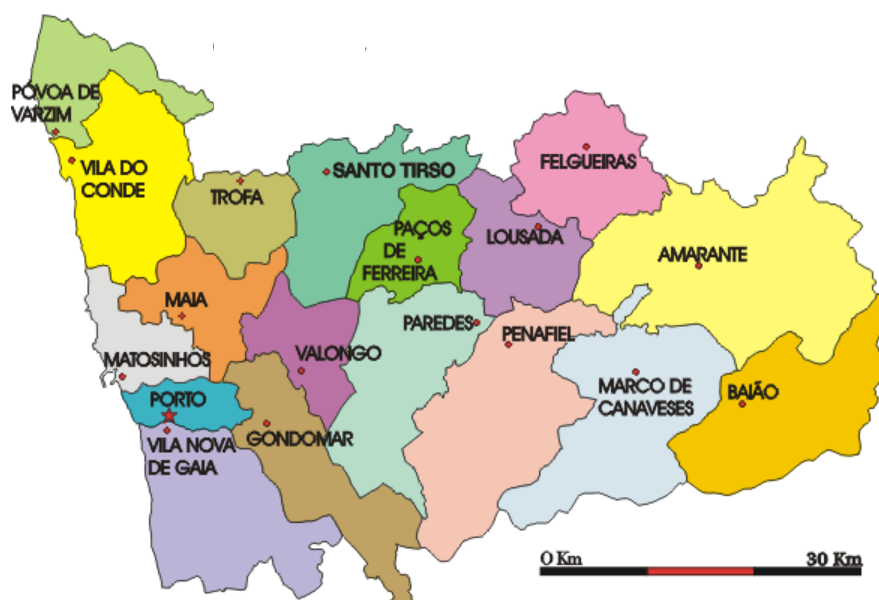 PÓVOA DE
VARZIM
VILA DO
CONDE
TROFA
SANTO TIRSO
FELGUEIRAS
PAÇOS
DE
FERREIRA
LOUSADA
AMARANTE
MAIA
MATOSINHOS
VALONGO
PAREDES
PENAFIEL
MARCO DE
CANAVESES
BAIÃO
PORTO
VILA NOVA
DE GAIA
GONDOMAR
O Km
30 Km